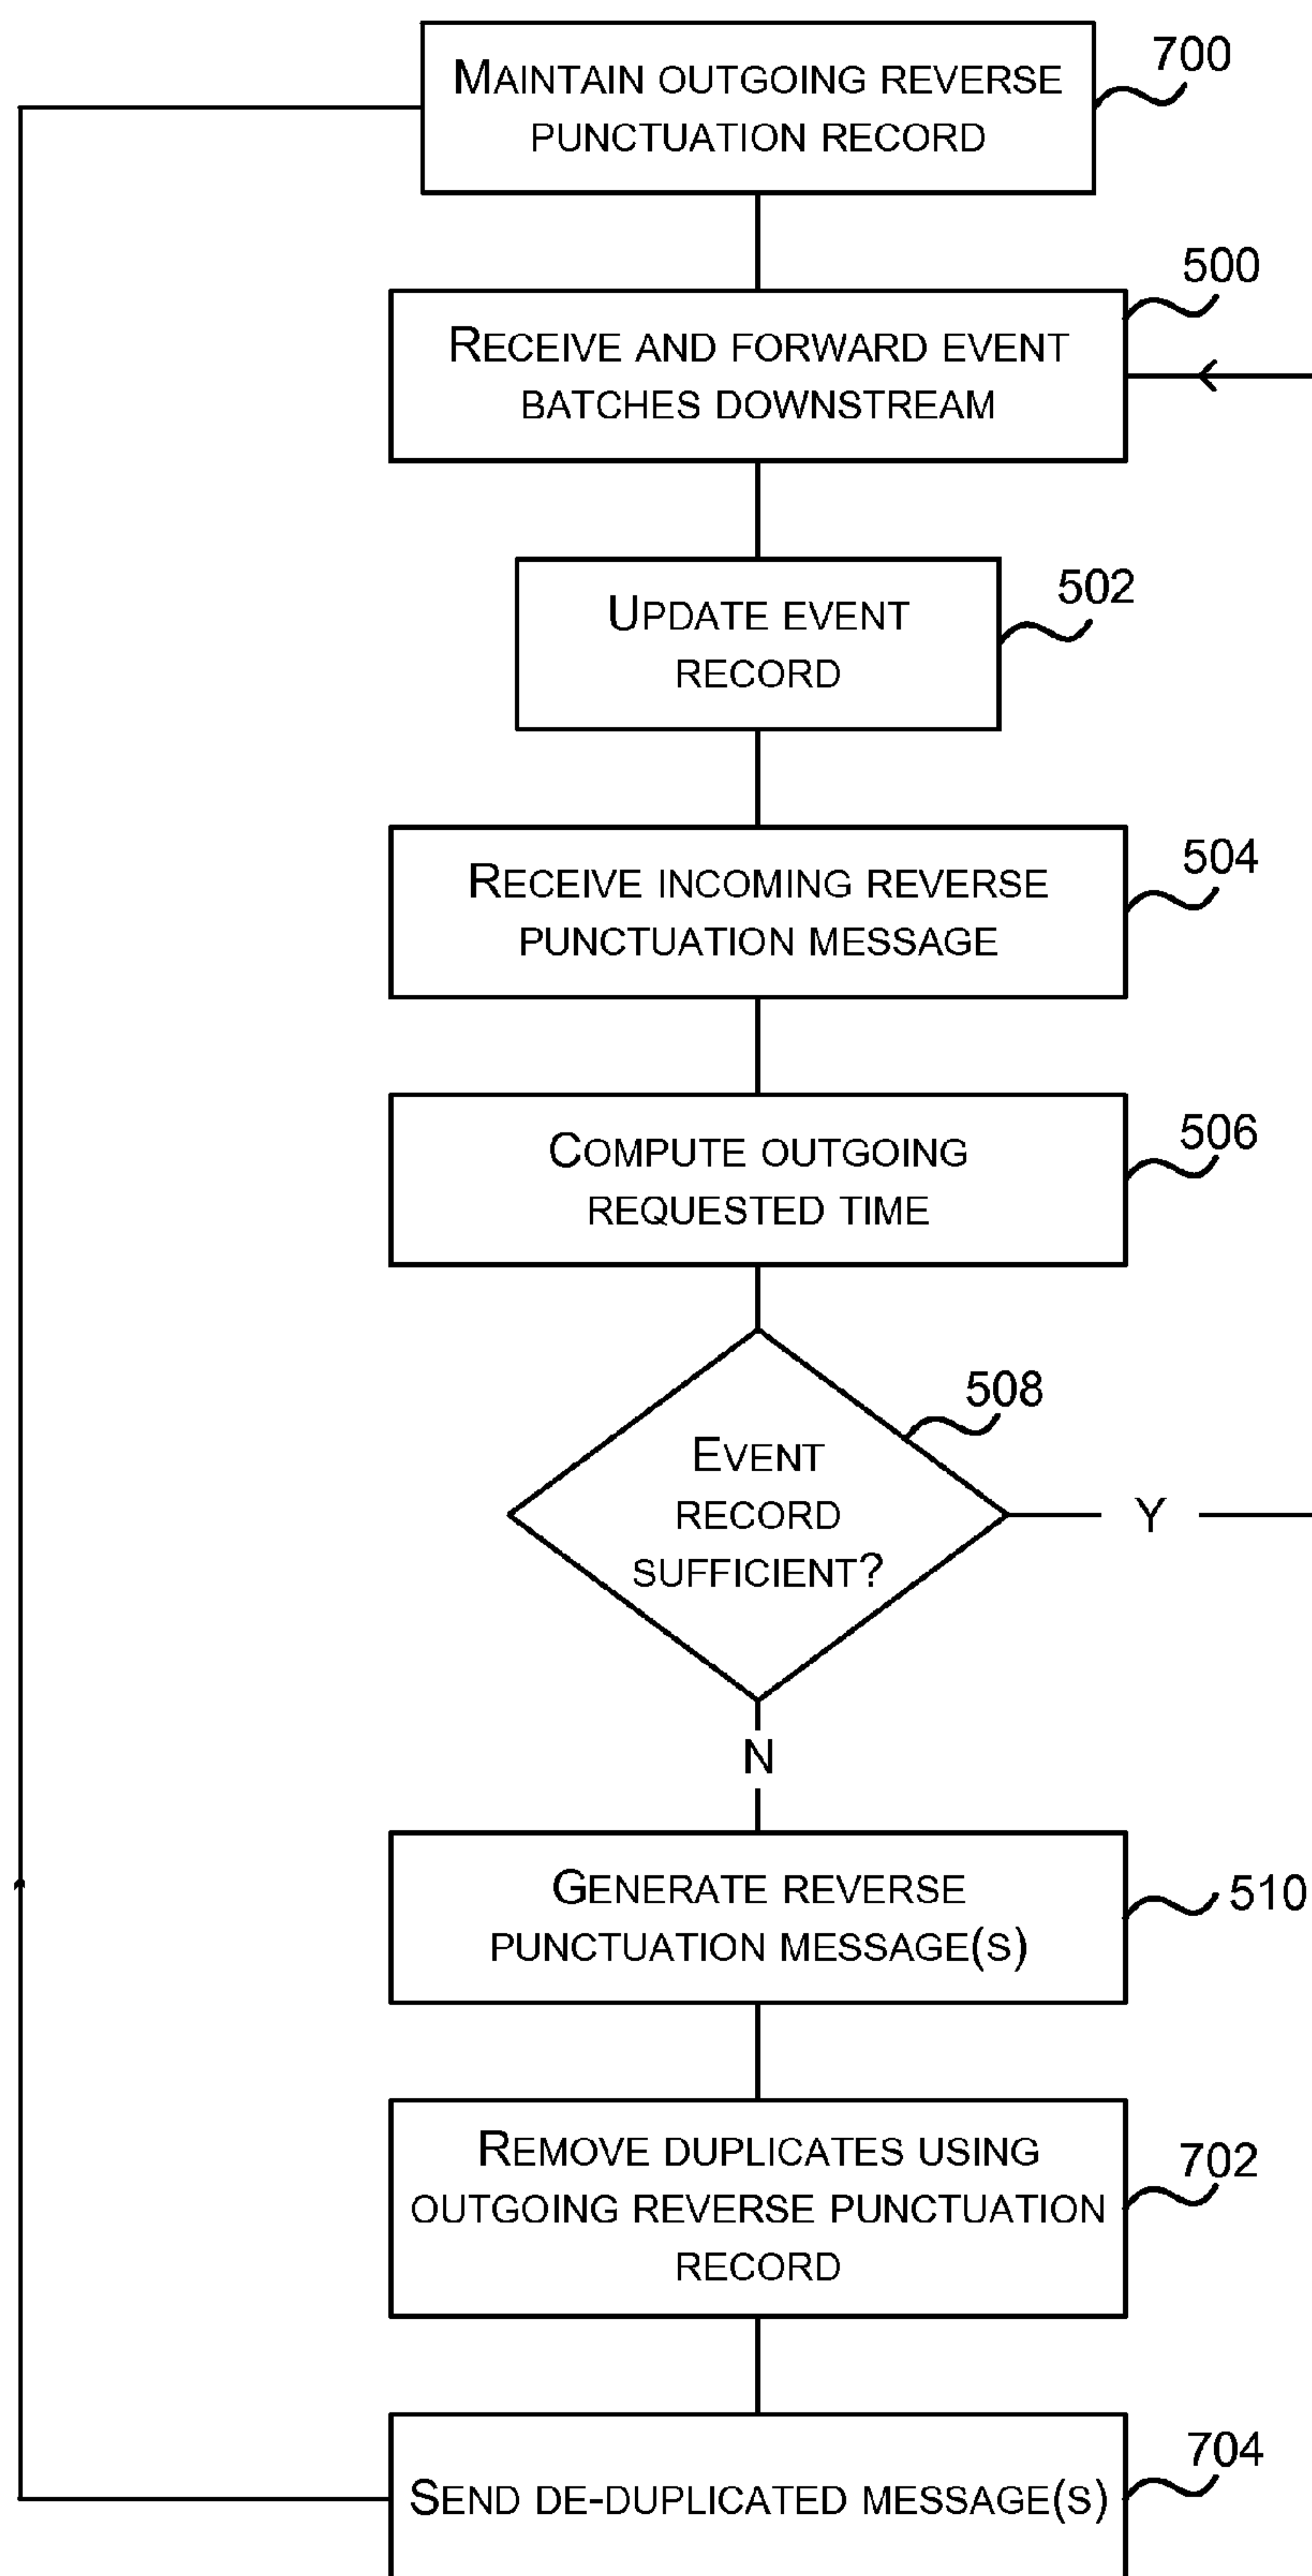 MAINTAIN OUTGOING REVERSE
PUNCTUATION RECORD
700
500
RECEIVE AND FORWARD EVENT
BATCHES DOWNSTREAM
502
UPDATE EVENT
RECORD
504
RECEIVE INCOMING REVERSE
PUNCTUATION MESSAGE
506
COMPUTE OUTGOING
REQUESTED TIME
508
EVENT
RECORD
SUFFICIENT?
Y
N
GENERATE REVERSE
PUNCTUATION MESSAGE(S)
510
REMOVE DUPLICATES USING
OUTGOING REVERSE PUNCTUATION
RECORD
702
704
SEND DE-DUPLICATED MESSAGE(S)